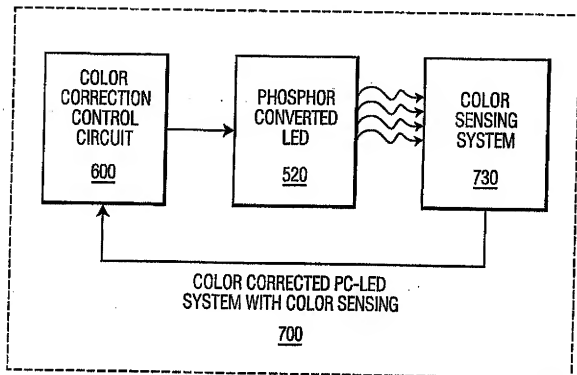 COLOR
CORRECTION
CONTROL
CIRCUIT
600
PHOSPHOR
CONVERTED
LED
520
COLOR
SENSING
SYSTEM
730
COLOR CORRECTED PC-LED
SYSTEM WITH COLOR SENSING
700